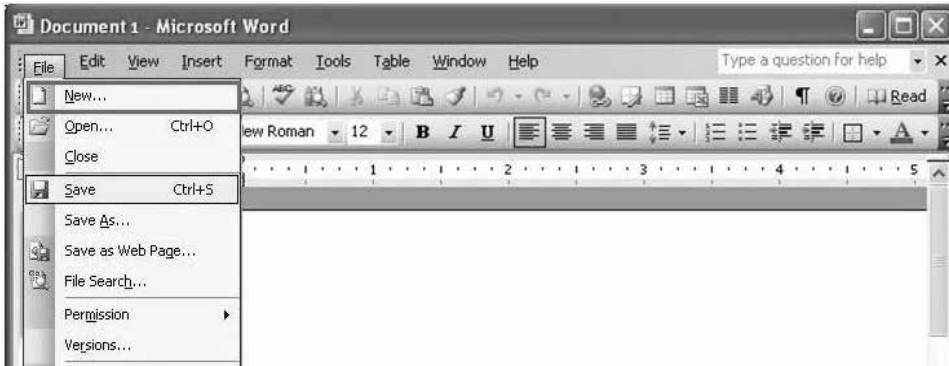 Document 1 - Microsoft Word
File Edit View Insert Format Tools Table Window Help Type a question for help
New... ABC Read
Open... Ctrl+O ew Roman 12 B I U A
Close
1 2 3 4 5
Save Ctrl+S
Save As...
Save as Web Page...
File Search...
Permission
Versions...